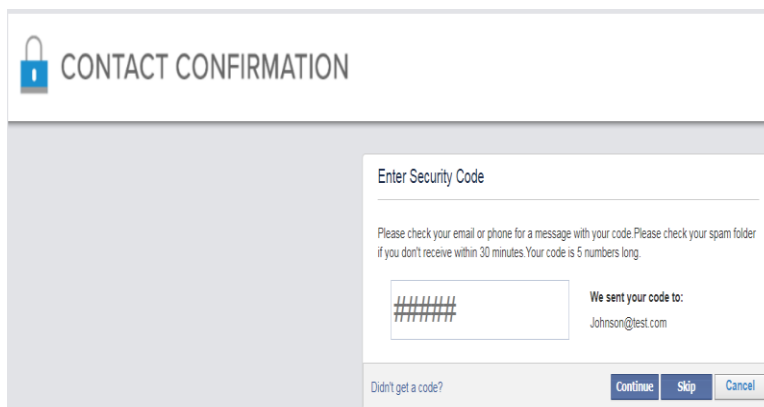 CONTACT CONFIRMATION
Enter Security Code
Please check your email or phone for a message with your code.Please check your spam folder
if you don't receive within 30 minutes.Your code is 5 numbers long.
#####
We sent your code to:
Johnson@test.com
Didn't get a code?
Continue Skip Cancel